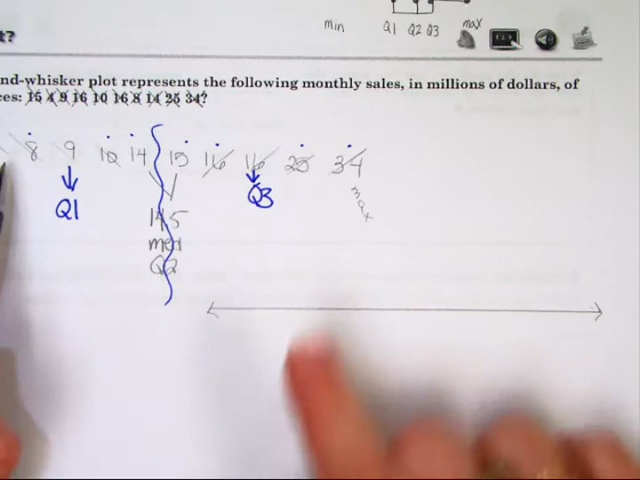 min Q1 Q2 Q3 max
t?
nd-whisker plot represents the following monthly sales, in millions of dollars, of
ces: 15 4 9 16 10 16 8 14 25 34?
8 9 10 14 15 16 16 25 34
Q1 Q3 max
14.5
med
Q2